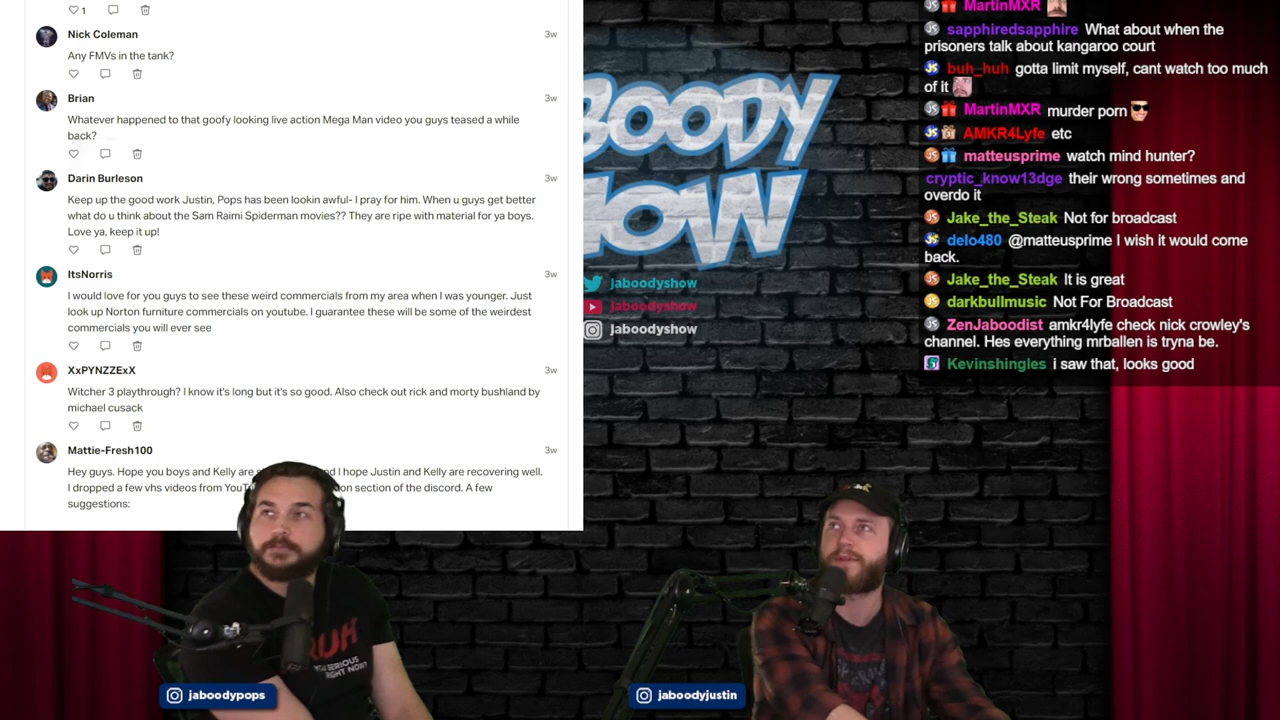 1
Nick Coleman 3w
Any FMVs in the tank?
Brian 3w
Whatever happened to that goofy looking live action Mega Man video you guys teased a while
back?
Darin Burleson 3w
Keep up the good work Justin, Pops has been lookin awful- I pray for him. When u guys get better
what do u think about the Sam Raimi Spiderman movies?? They are ripe with material for ya boys.
Love ya, keep it up!
ItsNorris 3w
I would love for you guys to see these weird commercials from my area when I was younger. Just
look up Norton furniture commercials on youtube. I guarantee these will be some of the weirdest
commercials you will ever see
XxPYNZZExX 3w
Witcher 3 playthrough? I know it's long but it's so good. Also check out rick and morty bushland by
michael cusack
Mattie-Fresh100 3w
Hey guys. Hope you boys and Kelly are I hope Justin and Kelly are recovering well.
I dropped a few vhs videos from section of the discord. A few
suggestions:
BOODY
HOW
jaboodyshow
jaboodyshow
jaboodyshow
MartinMXR
sapphiredsapphire What about when the
prisoners talk about kangaroo court
buh_huh gotta limit myself, cant watch too much
of it
MartinMXR murder porn
AMKR4Lyfe etc
matteusprime watch mind hunter?
cryptic_know13dge their wrong sometimes and
overdo it
Jake_the_Steak Not for broadcast
delo480 @matteusprime I wish it would come
back.
Jake_the_Steak It is great
darkbullmusic Not For Broadcast
ZenJaboodist amkr4lyfe check nick crowley's
channel. Hes everything mrballen is tryna be.
Kevinshingles i saw that, looks good
SERIOUS
RIGHT NOW?
jaboodypops
jaboodyjustin